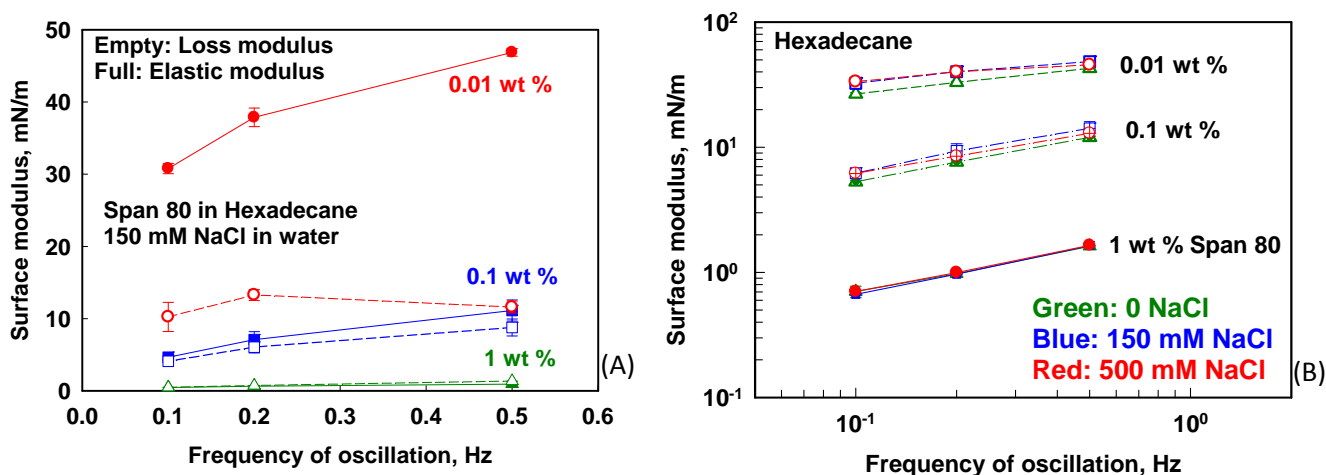 Surface modulus, mN/m
50
40
30
20
10
0
Empty: Loss modulus
Full: Elastic modulus
0.01 wt %
Span 80 in Hexadecane
150 mM NaCl in water
0.1 wt %
1 wt %
0.0 0.1 0.2 0.3 0.4 0.5 0.6
Frequency of oscillation, Hz
(A)
Surface modulus, mN/m
10²
10¹
10⁰
10⁻¹
Hexadecane
0.01 wt %
0.1 wt %
1 wt % Span 80
Green: 0 NaCl
Blue: 150 mM NaCl
Red: 500 mM NaCl
10⁻¹ 10⁰
Frequency of oscillation, Hz
(B)